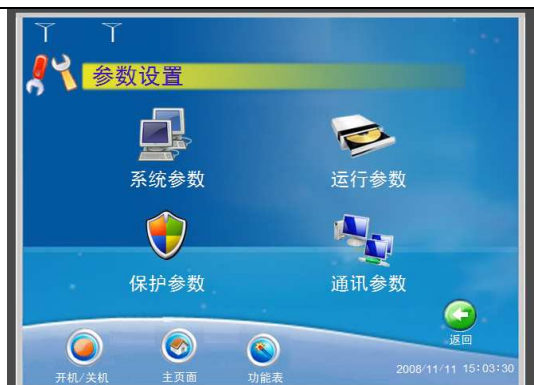 参数设置
系统参数
运行参数
保护参数
通讯参数
返回
开机/关机
主页面
功能表
2008/11/11 15:03:30